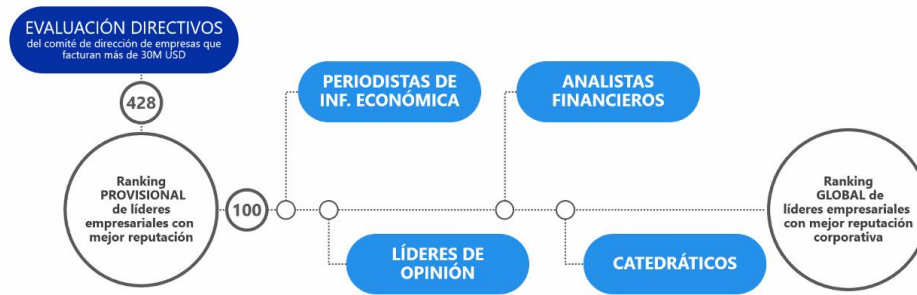 EVALUACIÓN DIRECTIVOS
del comité de dirección de empresas que
facturan más de 30M USD
428
Ranking
PROVISIONAL
de líderes
empresariales con
mejor reputación
100
PERIODISTAS DE
INF. ECONÓMICA
LÍDERES DE
OPINIÓN
ANALISTAS
FINANCIEROS
CATEDRÁTICOS
Ranking
GLOBAL de
líderes empresariales
con mejor reputación
corporativa